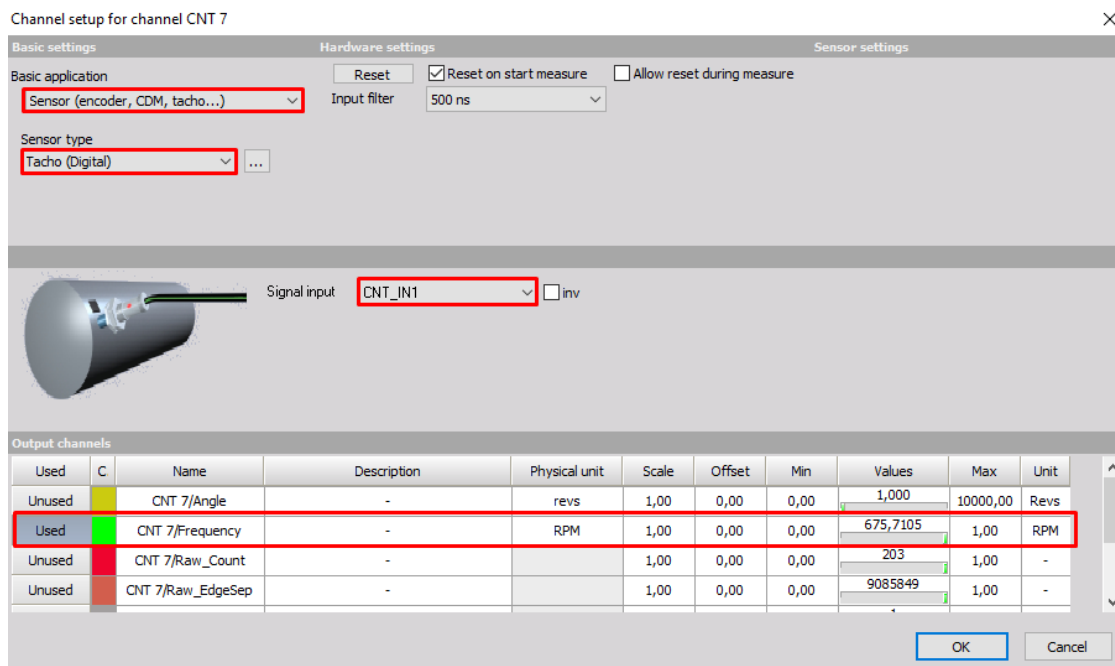 Channel setup for channel CNT 7
Basic settings Hardware settings Sensor settings
Basic application
Reset Reset on start measure Allow reset during measure
Sensor (encoder, CDM, tacho...) Input filter 500 ns
Sensor type
Tacho (Digital) ...
Signal input CNT_IN1 inv
Output channels
Used C Name Description Physical unit Scale Offset Min Values Max Unit
Unused CNT 7/Angle - revs 1,00 0,00 0,00 1,000 10000,00 Revs
Used CNT 7/Frequency - RPM 1,00 0,00 0,00 675,7105 1,00 RPM
Unused CNT 7/Raw_Count - 1,00 0,00 0,00 203 1,00 -
Unused CNT 7/Raw_EdgeSep - 1,00 0,00 0,00 9085849 1,00 -
OK Cancel